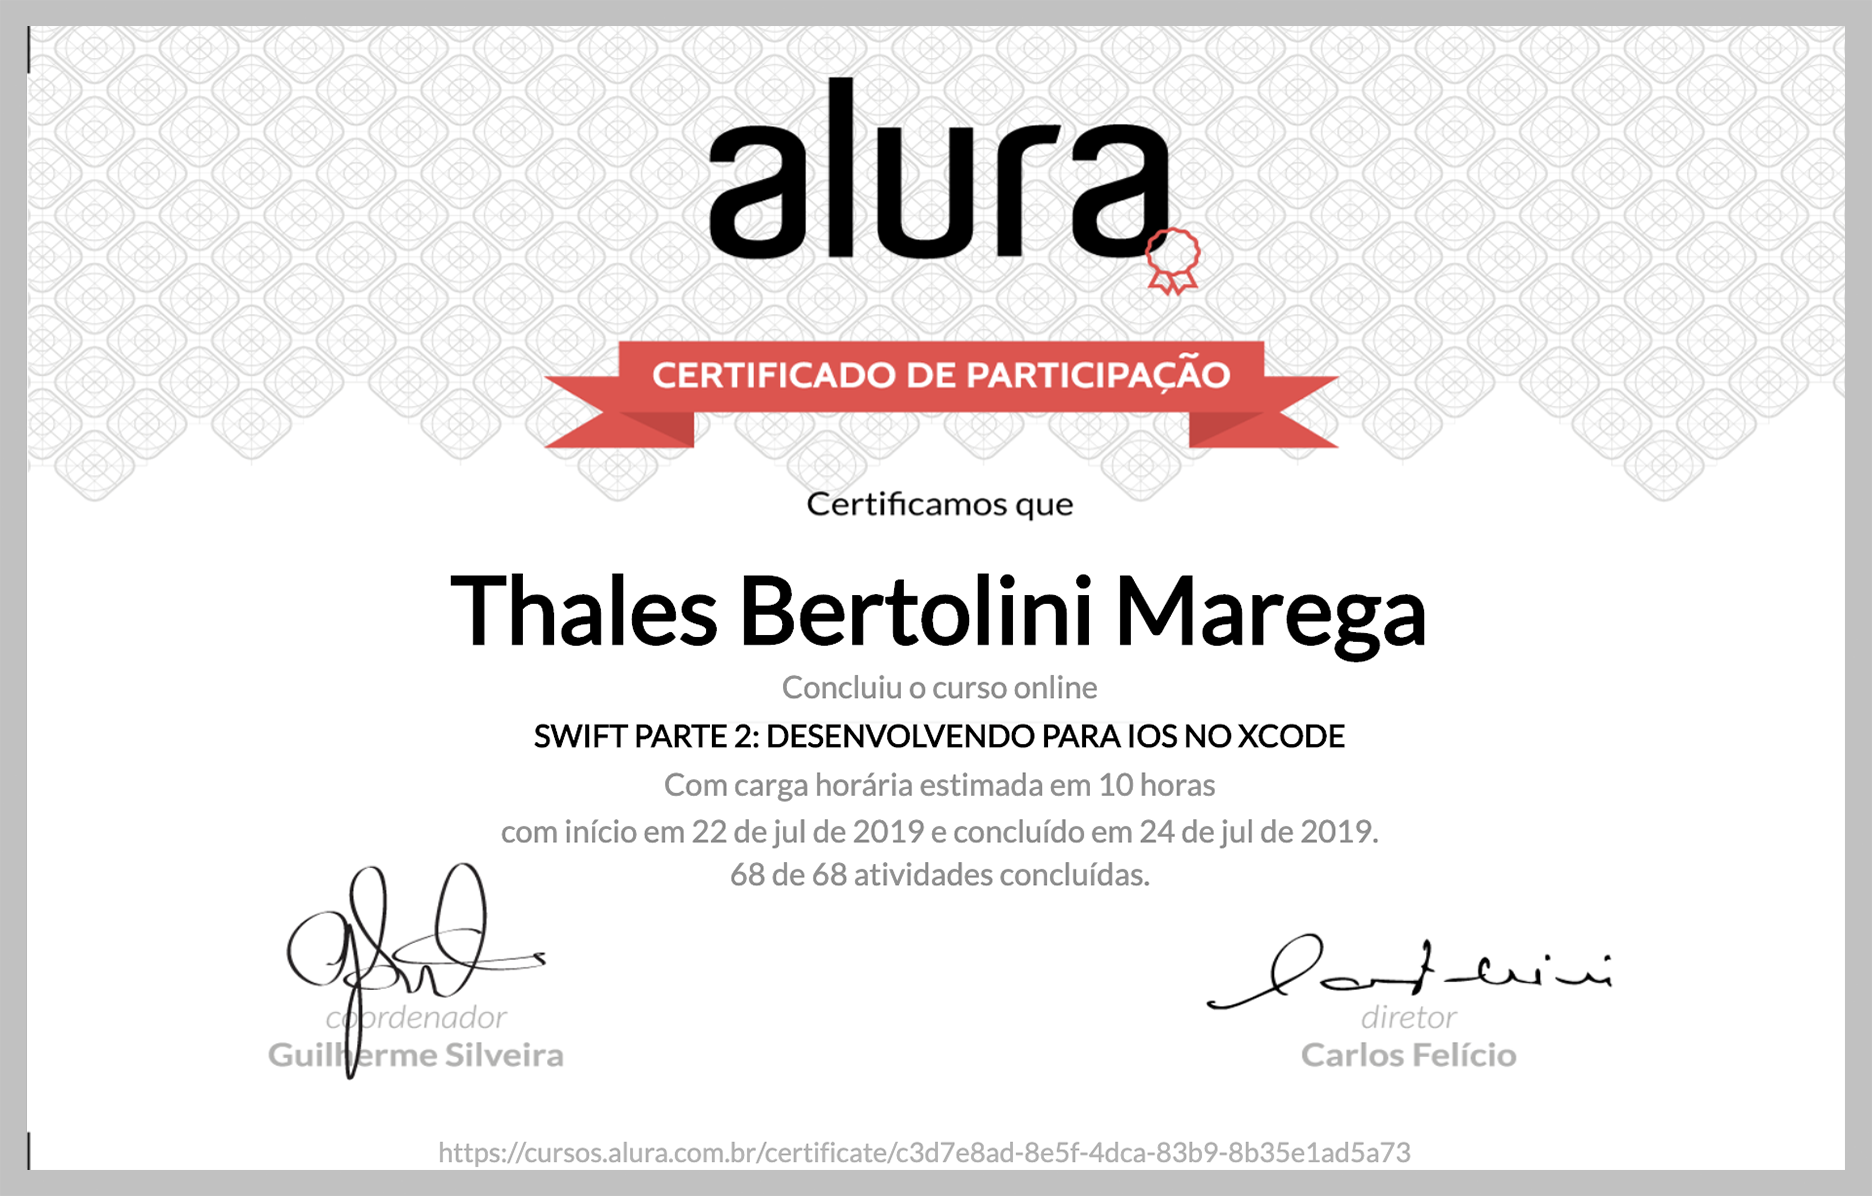 alura
CERTIFICADO DE PARTICIPAÇÃO
Certificamos que
Thales Bertolini Marega
Concluiu o curso online
SWIFT PARTE 2: DESENVOLVENDO PARA IOS NO XCODE
Com carga horária estimada em 10 horas
com início em 22 de jul de 2019 e concluído em 24 de jul de 2019.
68 de 68 atividades concluídas.
coordenador
Guilherme Silveira
diretor
Carlos Felício
https://cursos.alura.com.br/certificate/c3d7e8ad-8e5f-4dca-83b9-8b35e1ad5a73